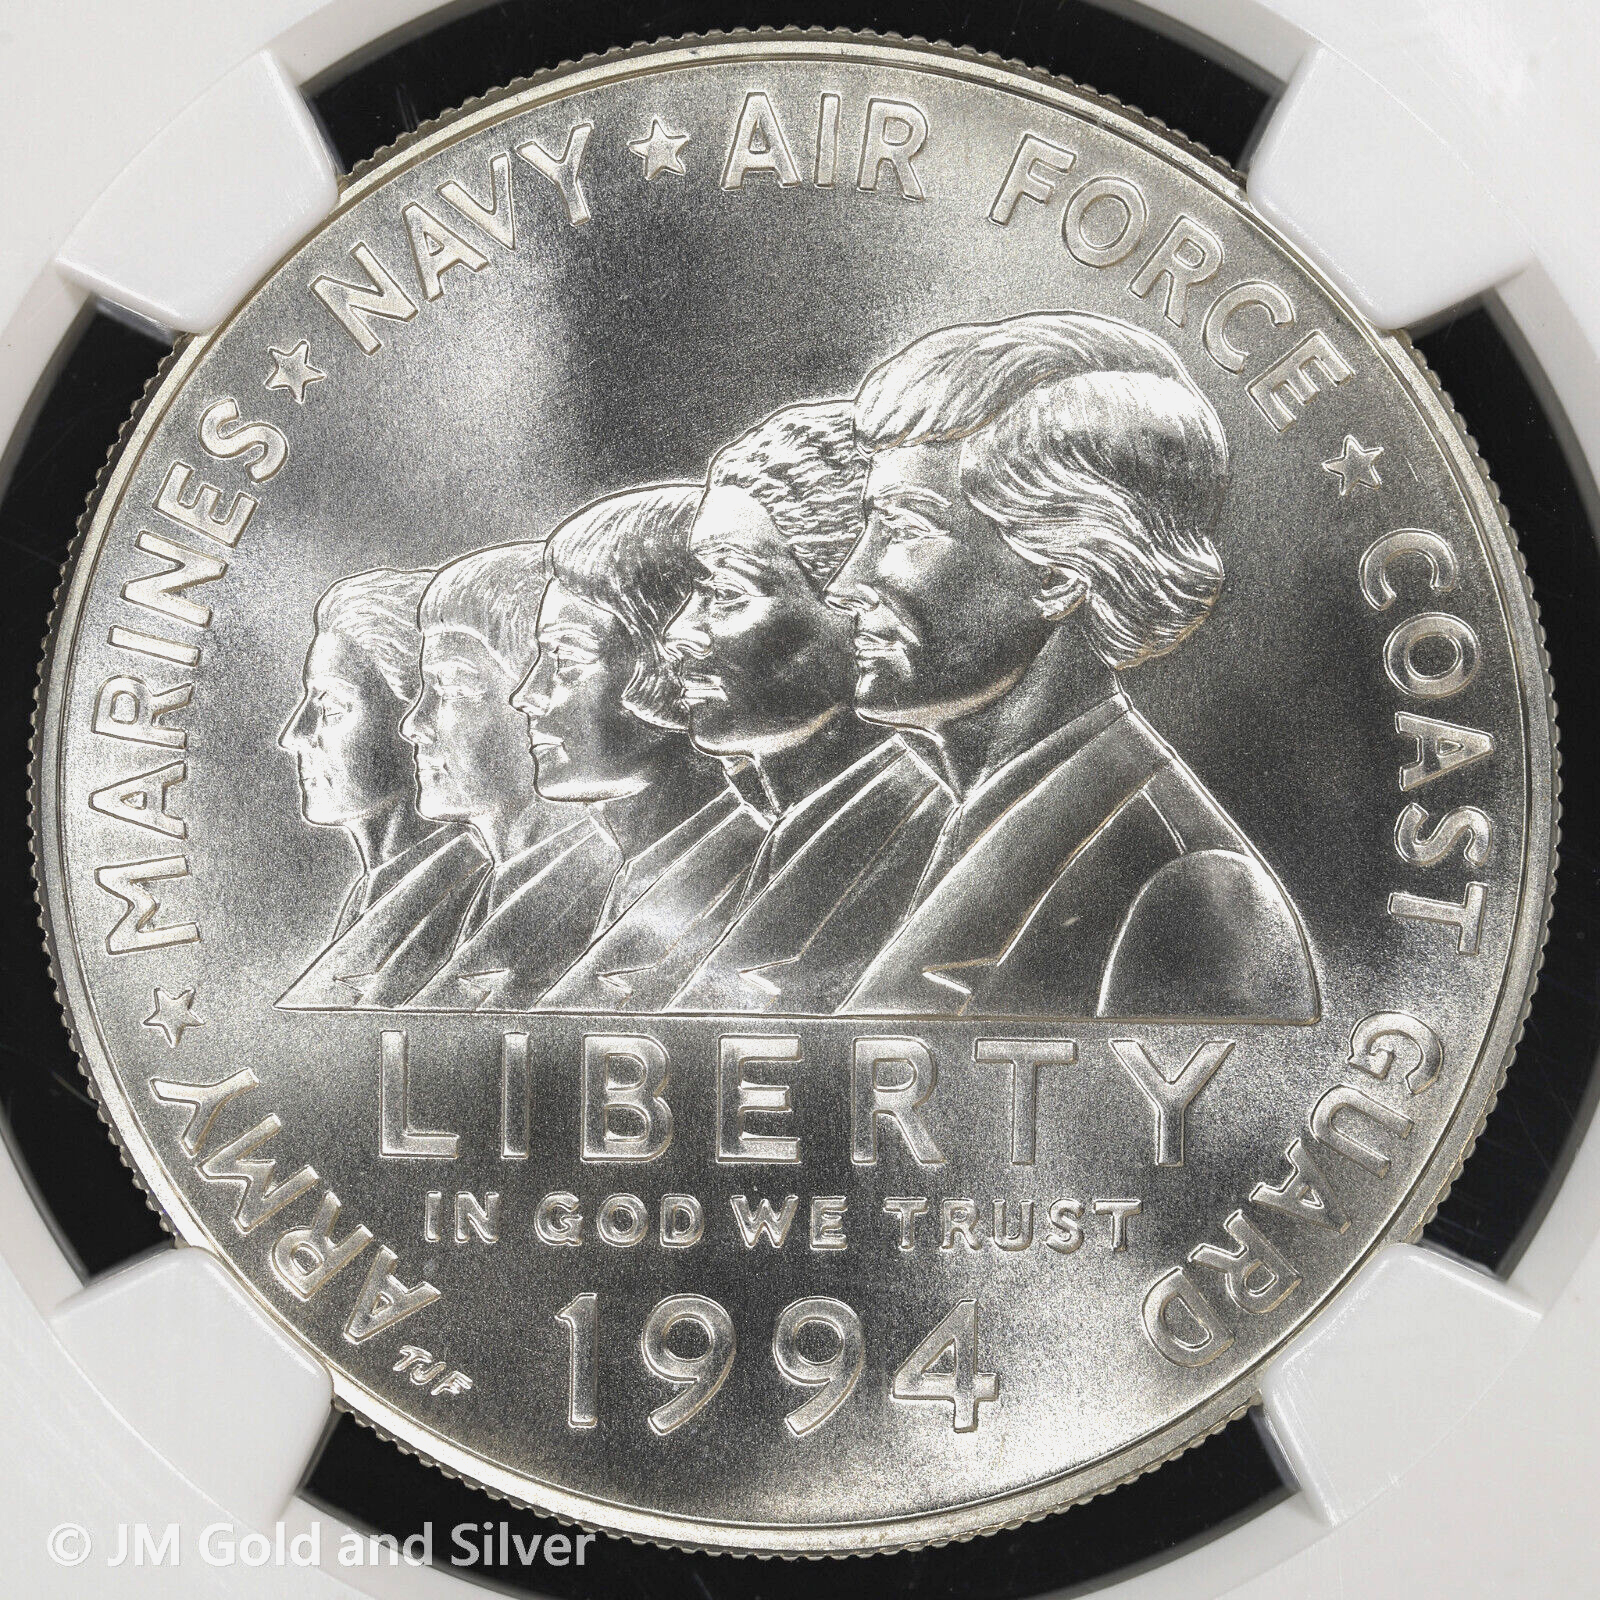 ARMY ★ MARINES ★ NAVY ★ AIR FORCE ★ COAST GUARD
LIBERTY
IN GOD WE TRUST
1994
TJF
© JM Gold and Silver